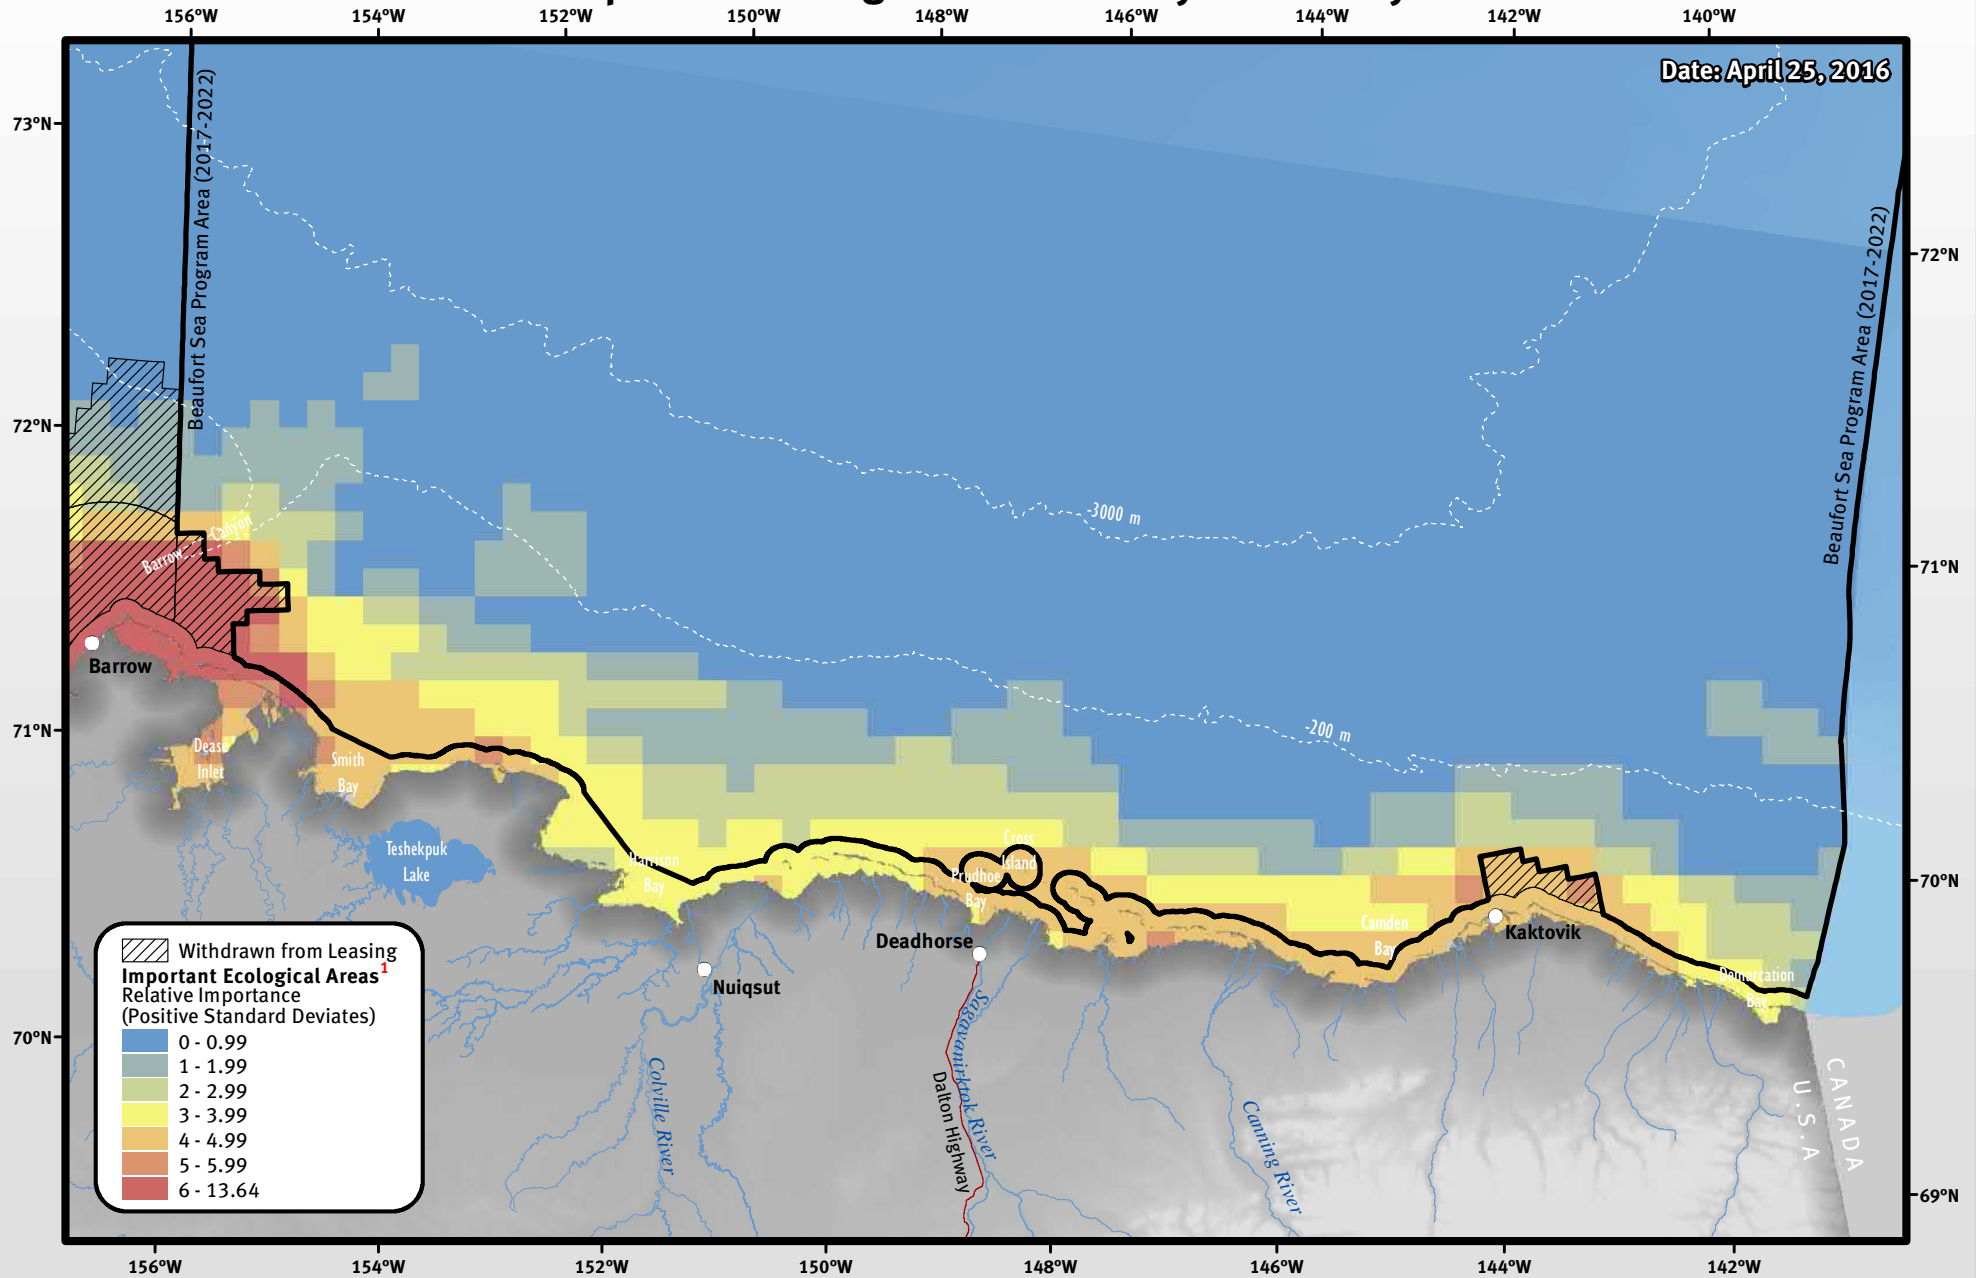 156°W 154°W 152°W 150°W 148°W 146°W 144°W 142°W 140°W
Date: April 25, 2016
73°N
72°N
71°N
70°N
72°N
71°N
70°N
69°N
Beaufort Sea Program Area (2017-2022)
Beaufort Sea Program Area (2017-2022)
-3000 m
-200 m
Barrow Canyon
Barrow
Dease
Inlet
Smith
Bay
Teshekpuk
Lake
Harrison
Bay
Cross
Island
Prudhoe
Bay
Camden
Bay
Kaktovik
Demarcation
Bay
Deadhorse
Nuiqsut
Colville River
Sagavanirktok River
Dalton Highway
Canning River
CANADA
U.S.A
Withdrawn from Leasing
Important Ecological Areas1
Relative Importance
(Positive Standard Deviates)
0 - 0.99
1 - 1.99
2 - 2.99
3 - 3.99
4 - 4.99
5 - 5.99
6 - 13.64
156°W 154°W 152°W 150°W 148°W 146°W 144°W 142°W